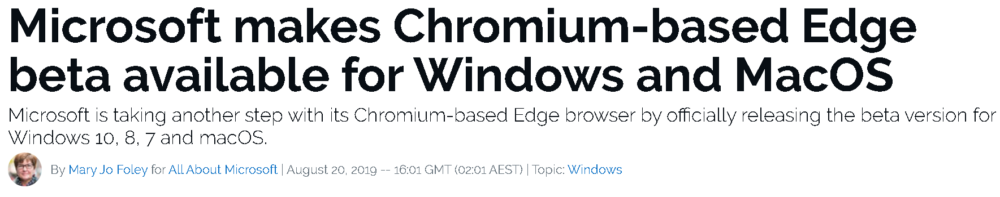 Microsoft makes Chromium-based Edge
beta available for Windows and MacOS
Microsoft is taking another step with its Chromium-based Edge browser by officially releasing the beta version for
Windows 10, 8, 7 and macOS.
By Mary Jo Foley for All About Microsoft | August 20, 2019 -- 16:01 GMT (02:01 AEST) | Topic: Windows